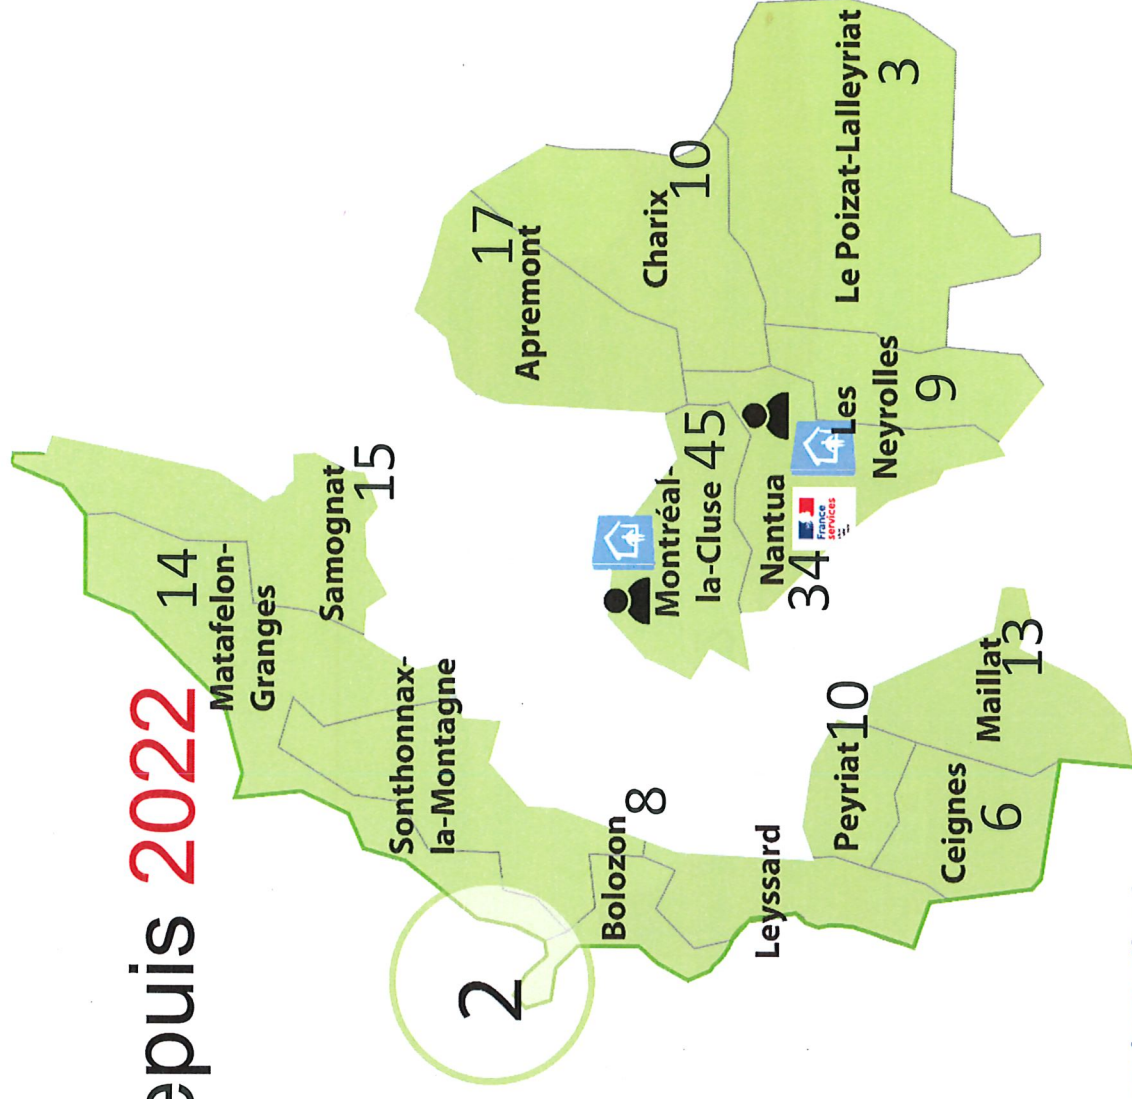 epuis 2022
14
Matafelon-
Granges
Samognat
15
Sonthonnax-
la-Montagne
2
Bolozon
8
Leyssard
Peyriat
10
Ceignes
6
Maillat
13
17
Apremont
Charix
10
Le Poizat-Lalleyriat
3
Montréal-
la-Cluse 45
Nantua
34
France
services
Les
Neyrolles
9